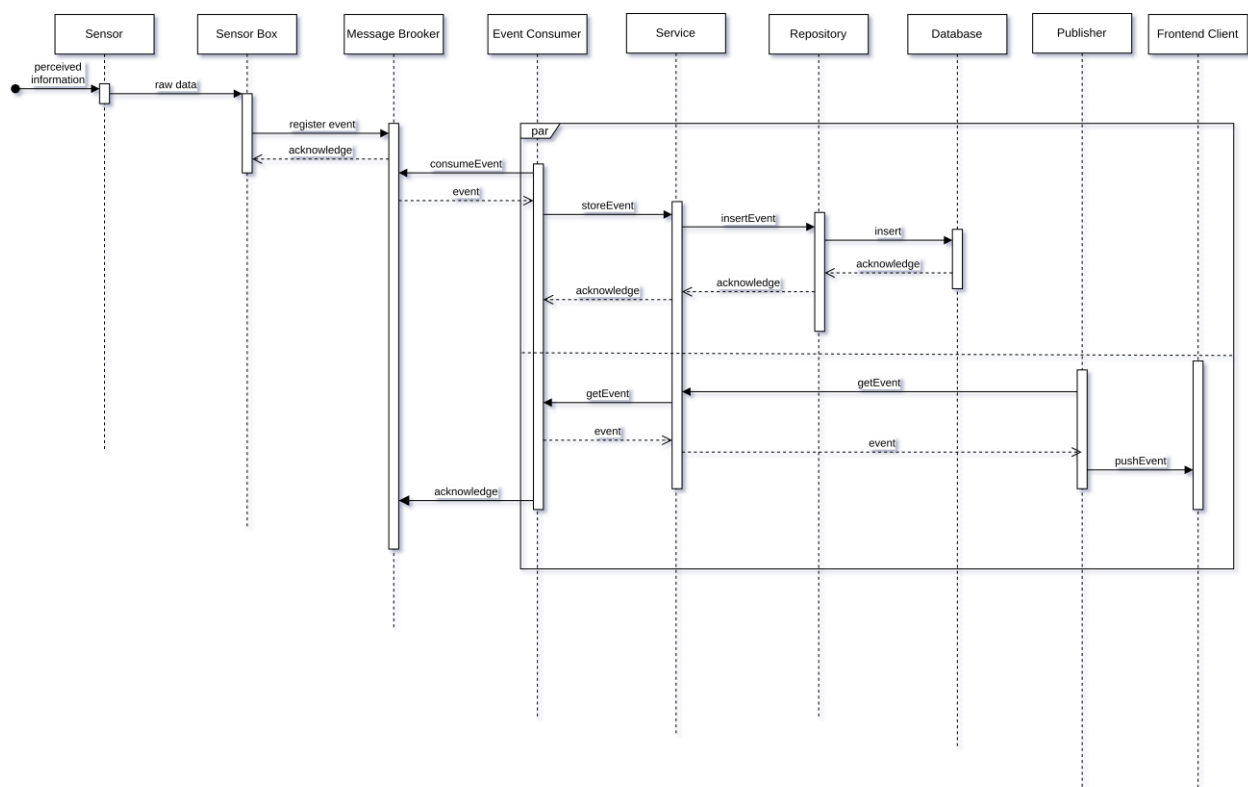 Sensor
Sensor Box
Message Brooker
Event Consumer
Service
Repository
Database
Publisher
Frontend Client
perceived
information
raw data
register event
par
acknowledge
consumeEvent
event
storeEvent
insertEvent
insert
acknowledge
acknowledge
acknowledge
getEvent
getEvent
event
event
pushEvent
acknowledge